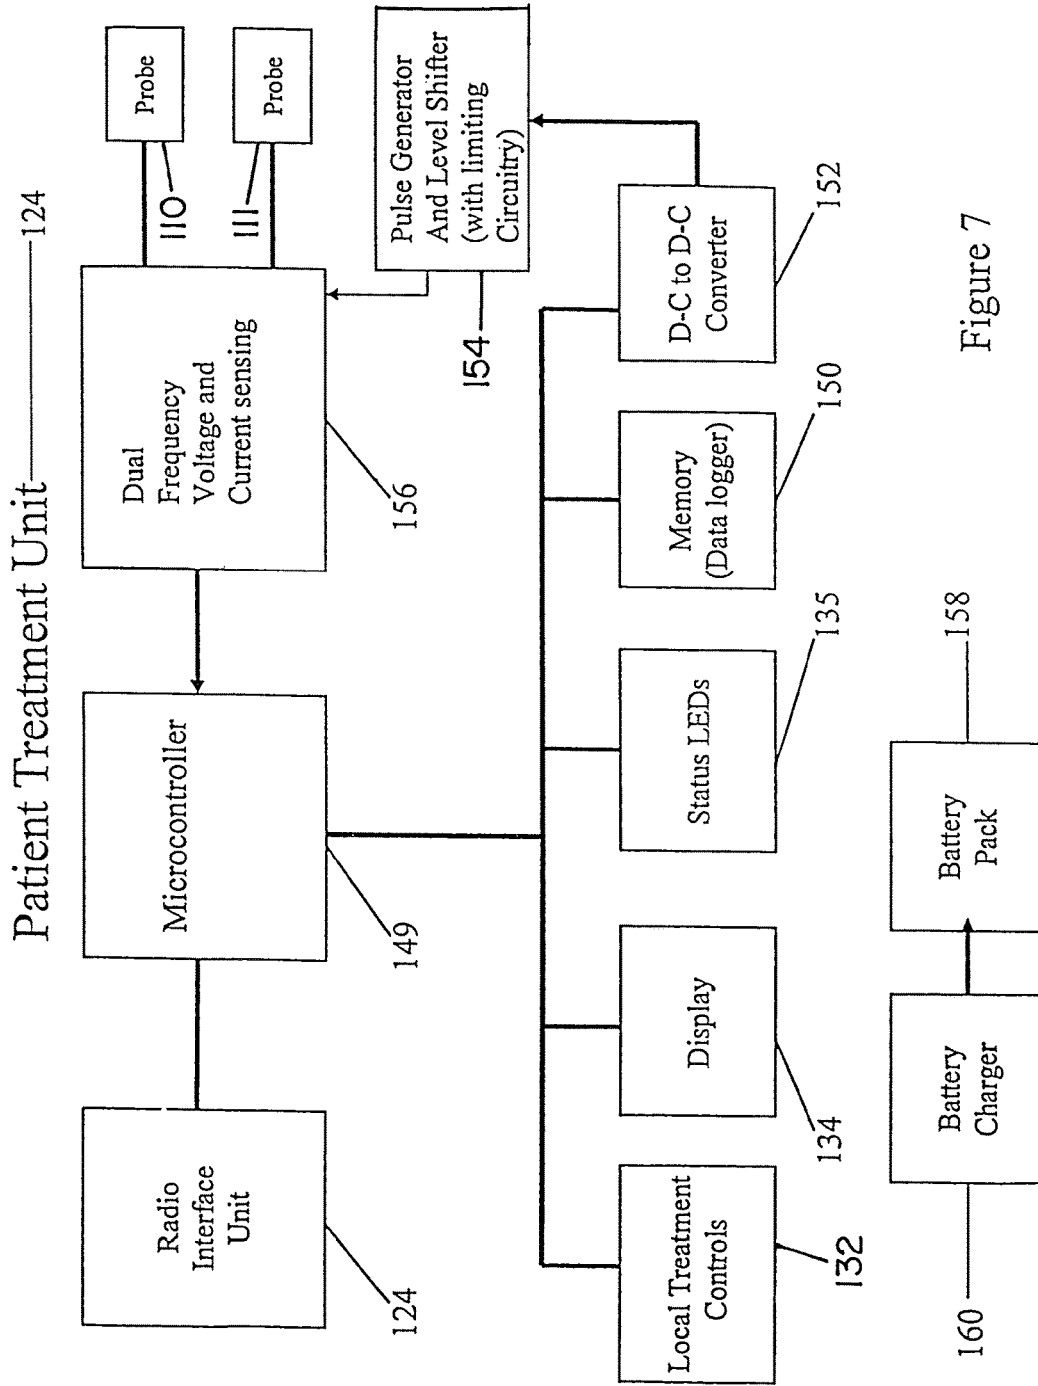 Patient Treatment Unit 124
Radio
Interface
Unit
124
Microcontroller
149
Dual
Frequency
Voltage and
Current sensing
156
Probe
110
Probe
111
Pulse Generator
And Level Shifter
(with limiting
Circuitry)
154
Local Treatment
Controls
132
Display
134
Status LEDs
135
Memory
(Data logger)
150
D-C to D-C
Converter
152
Battery
Charger
160
Battery
Pack
158
Figure 7